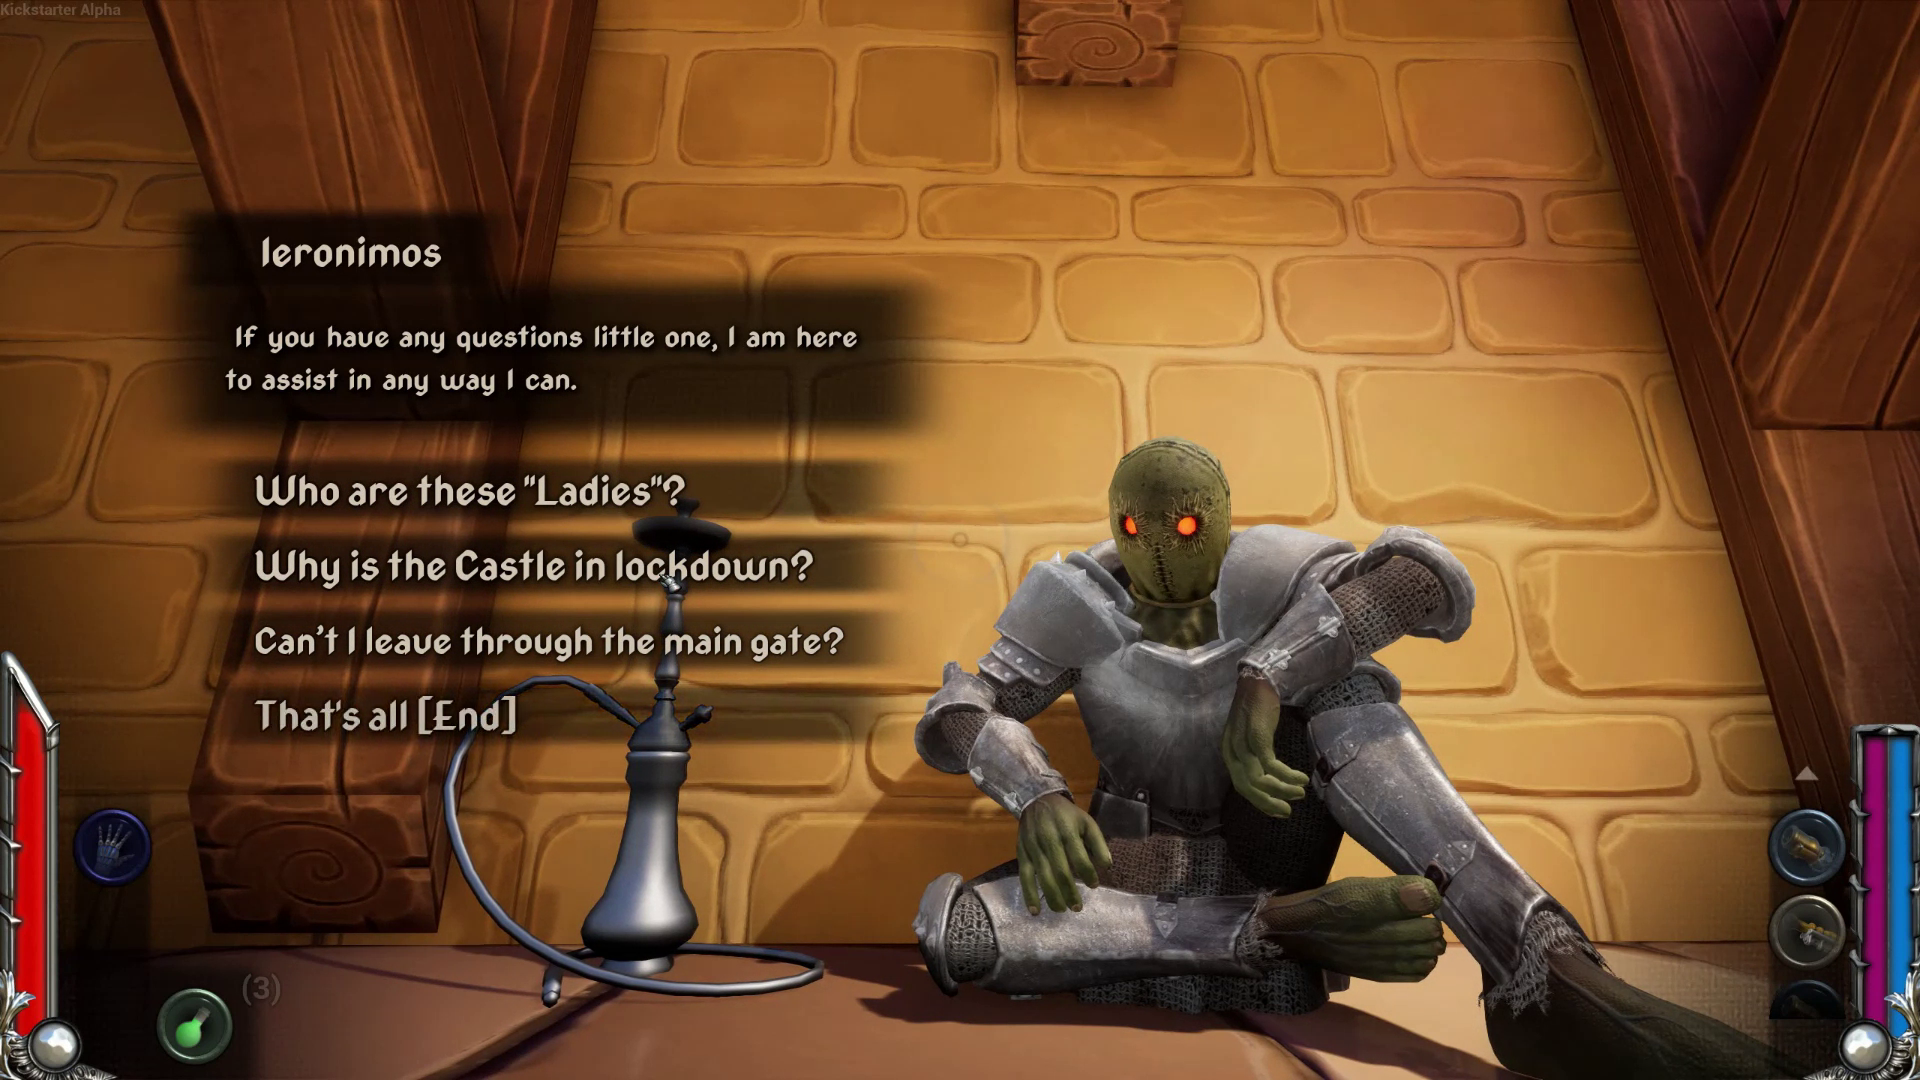 Kickstarter Alpha
Ieronimos
If you have any questions little one, I am here
to assist in any way I can.
Who are these "Ladies"?
Why is the Castle in lockdown?
Can't I leave through the main gate?
That's all [End]
(3)